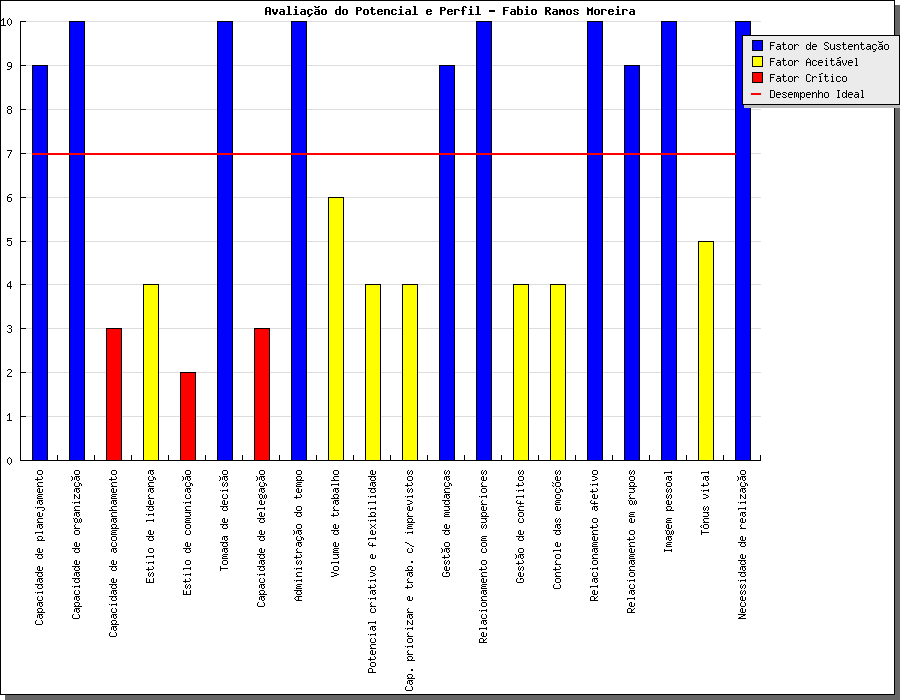 Avaliação do Potencial e Perfil - Fabio Ramos Moreira
10
9
8
7
6
5
4
3
2
1
0
Fator de Sustentação
Fator Aceitável
Fator Crítico
Desempenho Ideal
Capacidade de planejamento
Capacidade de organização
Capacidade de acompanhamento
Estilo de liderança
Estilo de comunicação
Tomada de decisão
Capacidade de delegação
Administração do tempo
Volume de trabalho
Potencial criativo e flexibilidade
Cap. priorizar e trab. c/ imprevistos
Gestão de mudanças
Relacionamento com superiores
Gestão de conflitos
Controle das emoções
Relacionamento afetivo
Relacionamento em grupos
Imagem pessoal
Tônus vital
Necessidade de realização